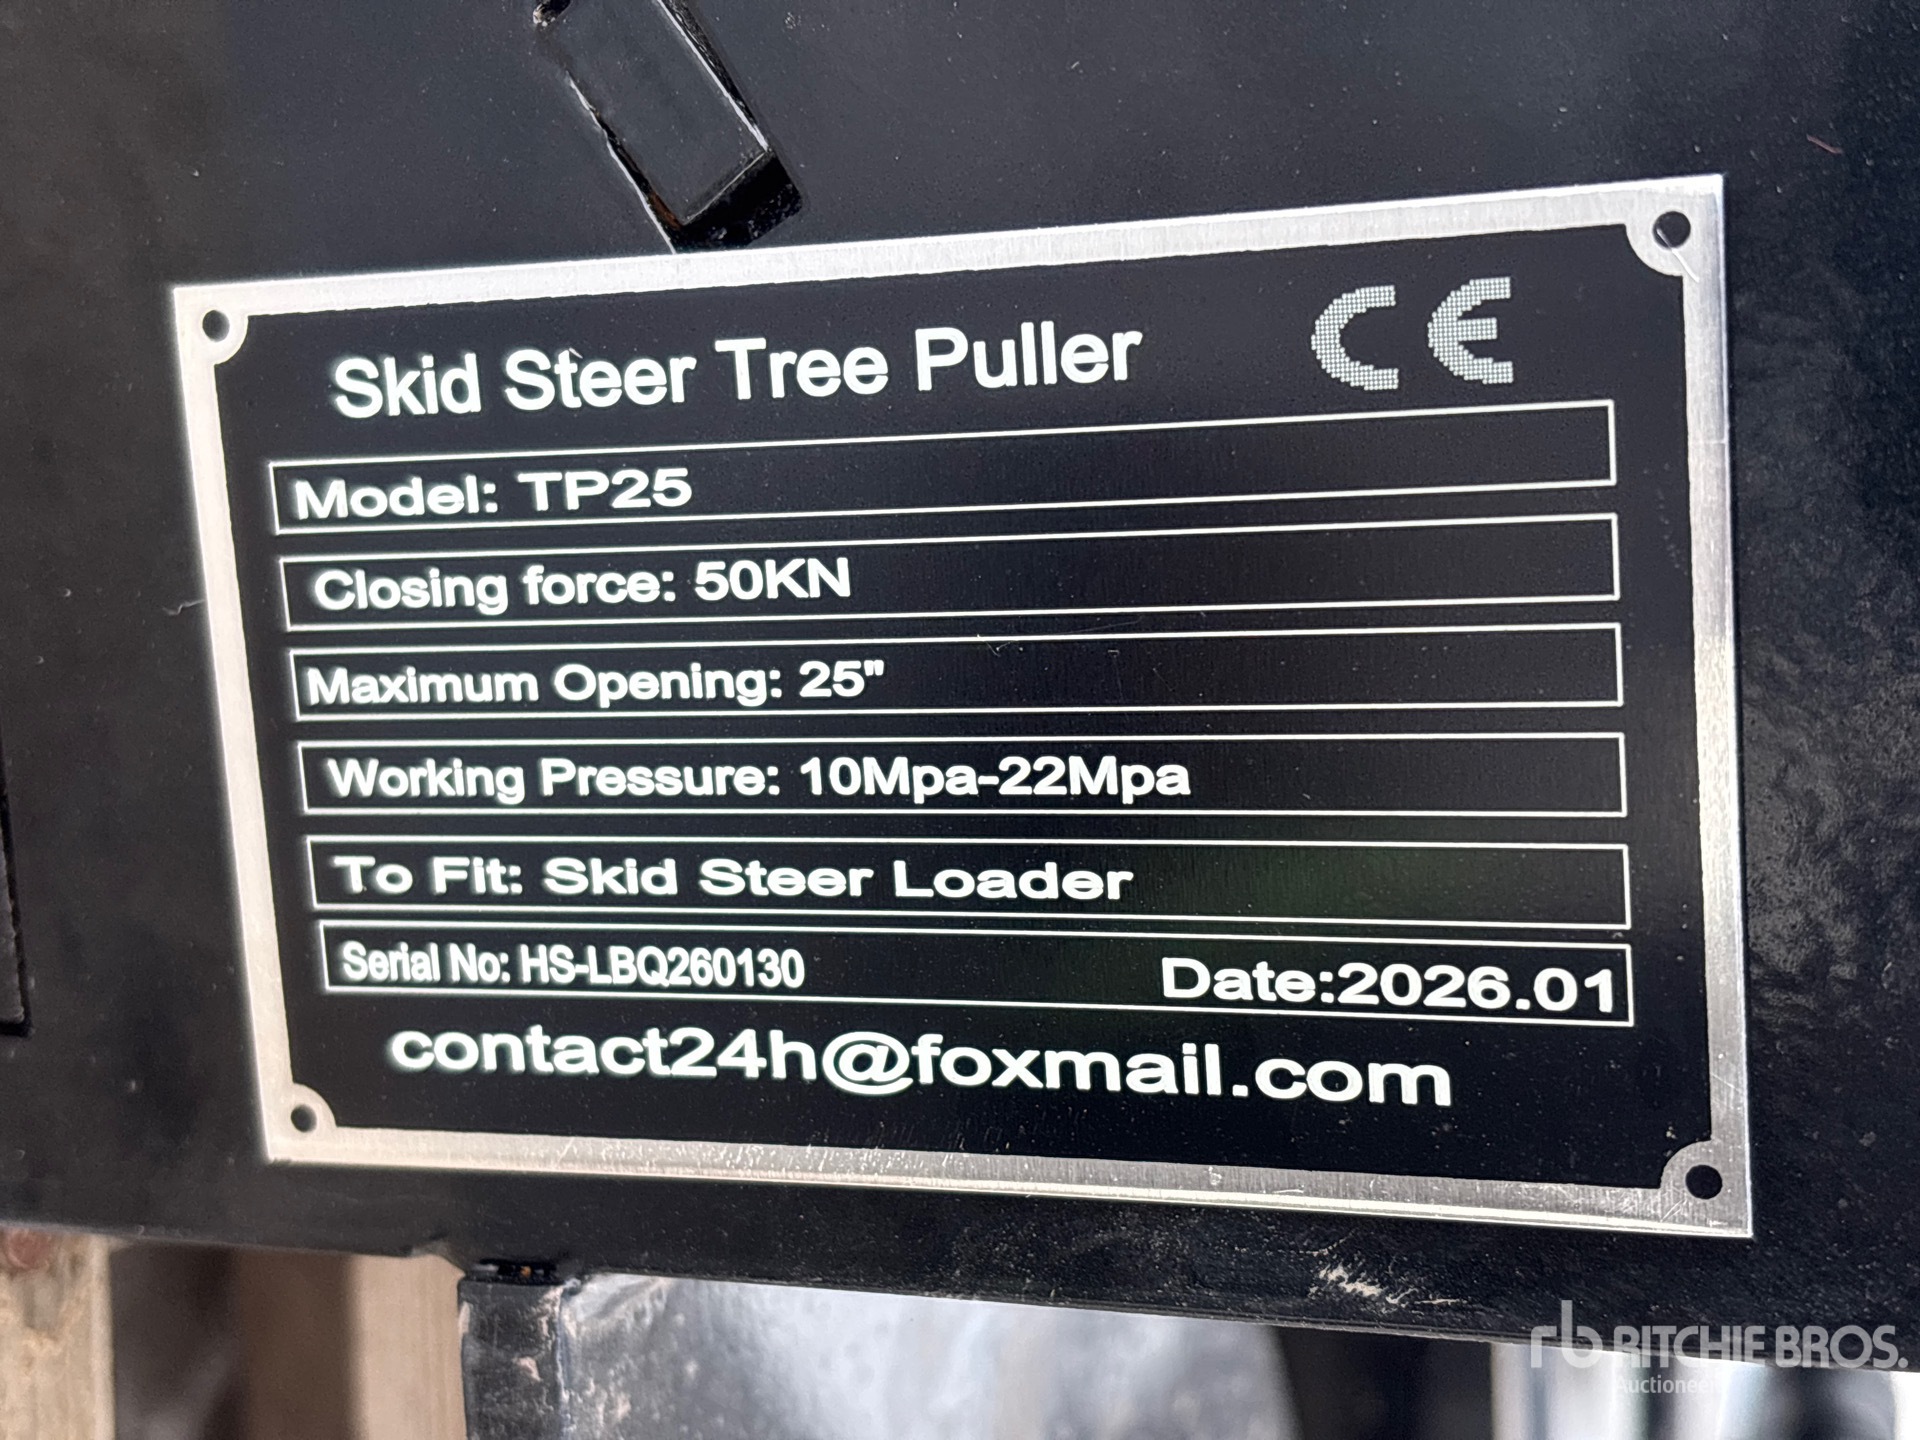 Skid Steer Tree Puller CE
Model: TP25
Closing force: 50KN
Maximum Opening: 25"
Working Pressure: 10Mpa-22Mpa
To Fit: Skid Steer Loader
Serial No: HS-LBQ260130 Date:2026.01
contact24h@foxmail.com
rb RITCHIE BROS.
Auctioneers